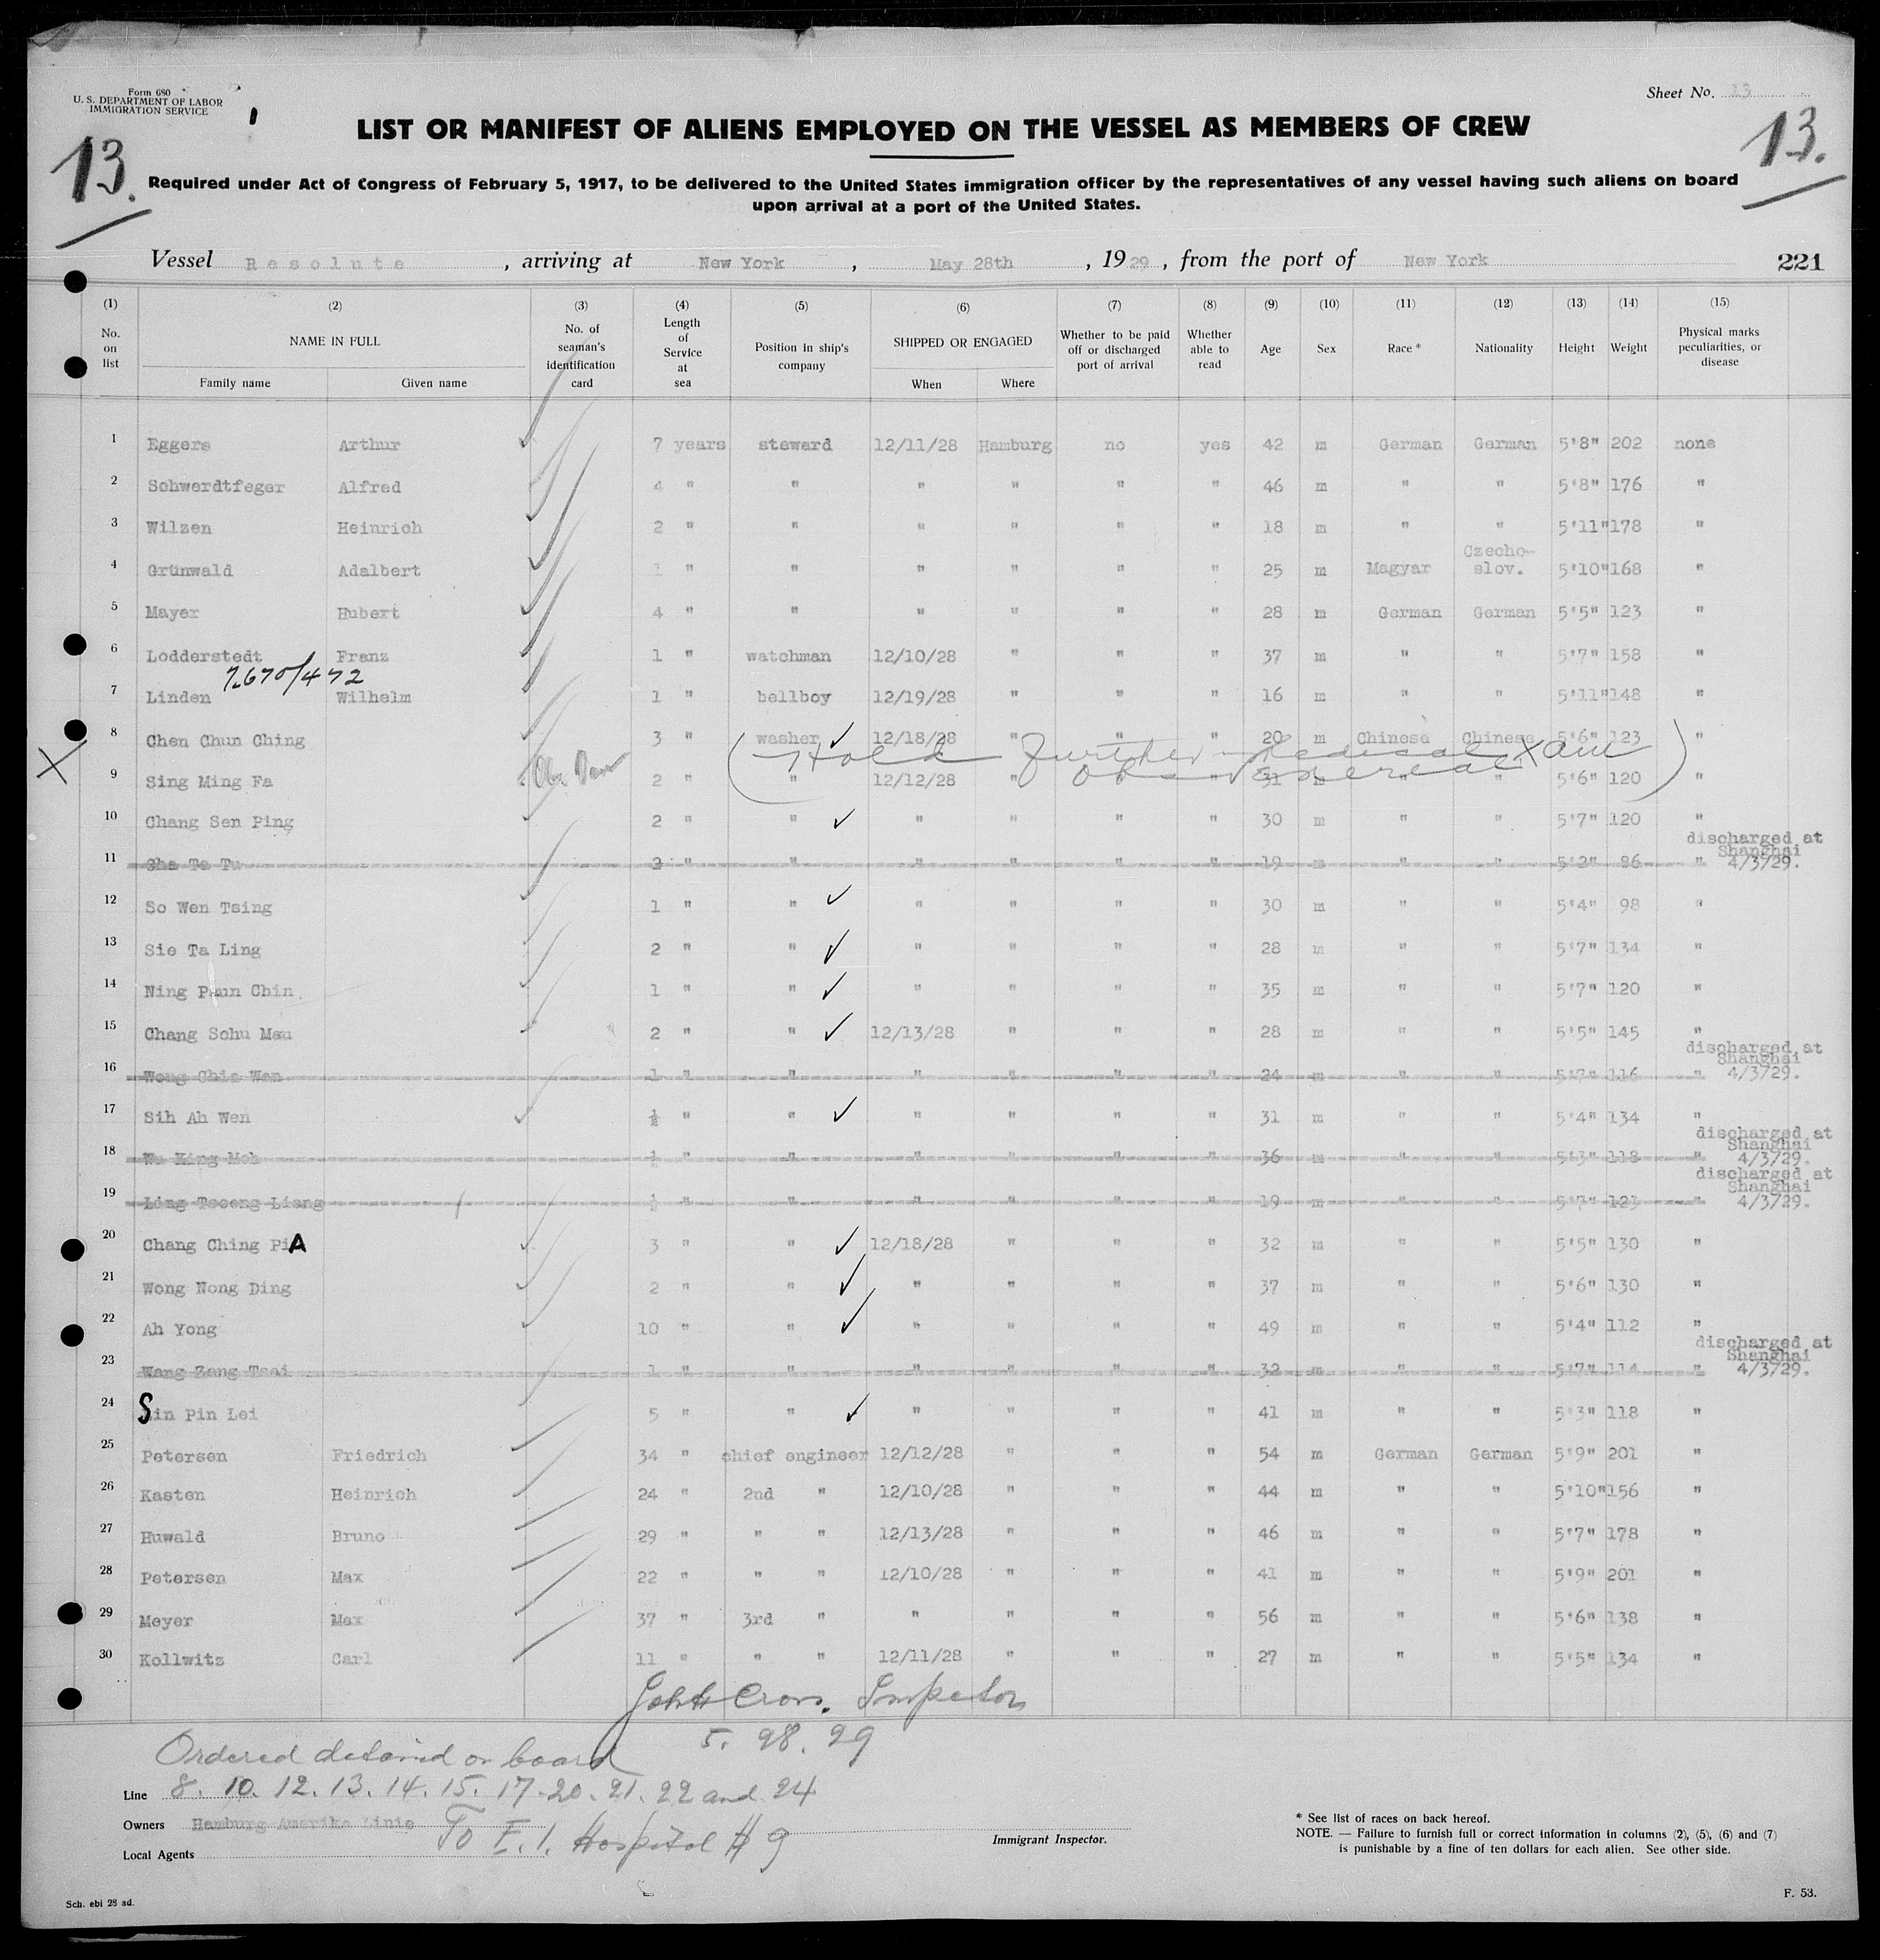 Form 680
U. S. DEPARTMENT OF LABOR
IMMIGRATION SERVICE
Sheet No. 13
13.
13.
LIST OR MANIFEST OF ALIENS EMPLOYED ON THE VESSEL AS MEMBERS OF CREW
Required under Act of Congress of February 5, 1917, to be delivered to the United States immigration officer by the representatives of any vessel having such aliens on board
upon arrival at a port of the United States.
Vessel Resolute, arriving at New York, May 28th, 1929, from the port of New York 221
(1) (2) (3) (4) (5) (6) (7) (8) (9) (10) (11) (12) (13) (14) (15)
No. on list NAME IN FULL Family name Given name No. of seaman's identification card Length of Service at sea Position in ship's company SHIPPED OR ENGAGED When Where Whether to be paid off or discharged port of arrival Whether able to read Age Sex Race * Nationality Height Weight Physical marks peculiarities, or disease
1 Eggers Arthur 7 years steward 12/11/28 Hamburg no yes 42 m German German 5'8" 202 none
2 Schwerdtfeger Alfred 4 " " " " " " 46 m " " 5'8" 176 "
3 Wilzen Heinrich 2 " " " " " " 18 m " " 5'11" 178 "
4 Grünwald Adalbert 1 " " " " " " 25 m Magyar Czecho-slov. 5'10" 168 "
5 Mayer Hubert 4 " " " " " " 28 m German German 5'5" 123 "
6 Lodderstedt Franz 1 " watchman 12/10/28 " " " 37 m " " 5'7" 158 "
7670/472
7 Linden Wilhelm 1 " bellboy 12/19/28 " " " 16 m " " 5'11" 148 "
8 Chen Chun Ching 3 " washer 12/18/28 " " " 20 m Chinese Chinese 5'6" 123 "
(Hold further medical Xam
X 9 Sing Ming Fa 2 " " 12/12/28 " " " 31 m " " 5'6" 120 "
10 Chang Sen Ping 2 " " " " " " 30 m " " 5'7" 120 "
11 Sha Te Tu 2 " " " " " " 19 m " " 5'2" 86 " discharged at Shanghai 4/3/29.
12 So Wen Tsing 1 " " " " " " 30 m " " 5'4" 98 "
13 Sie Ta Ling 2 " " " " " " 28 m " " 5'7" 134 "
14 Ning Paun Chin 1 " " " " " " 35 m " " 5'7" 120 "
15 Chang Schu Mau 2 " " 12/13/28 " " " 28 m " " 5'5" 145 "
16 Wong Chie Wen 1 " " " " " " 24 m " " 5'7" 116 " discharged at Shanghai 4/3/29.
17 Sih Ah Wen ½ " " " " " " 31 m " " 5'4" 134 "
18 Wu King Moh ½ " " " " " " 36 m " " 5'3" 118 " discharged at Shanghai 4/3/29.
19 Ling Tscong Liang ½ " " " " " " 19 m " " 5'7" 123 " discharged at Shanghai 4/3/29.
20 Chang Ching PiA 3 " " 12/18/28 " " " 32 m " " 5'5" 130 "
21 Wong Nong Ding 2 " " " " " " 37 m " " 5'6" 130 "
22 Ah Yong 10 " " " " " " 49 m " " 5'4" 112 "
23 Wang Zang Tsai 1 " " " " " " 32 m " " 5'7" 114 " discharged at Shanghai 4/3/29.
24 Sin Pin Lei 5 " " " " " " 41 m " " 5'3" 118 "
25 Petersen Friedrich 34 " chief engineer 12/12/28 " " " 54 m German German 5'9" 201 "
26 Kasten Heinrich 24 " 2nd " 12/10/28 " " " 44 m " " 5'10" 156 "
27 Huwald Bruno 29 " " " 12/13/28 " " " 46 m " " 5'7" 178 "
28 Petersen Max 22 " " " 12/10/28 " " " 41 m " " 5'9" 201 "
29 Meyer Max 37 " 3rd " " " " " 56 m " " 5'6" 138 "
30 Kollwitz Carl 11 " " " 12/11/28 " " " 27 m " " 5'5" 134 "
Inspector
5. 28. 29
Ordered detained on board
Line 8. 10. 12. 13. 14. 15. 17. 20. 21. 22 and 24
Owners Hamburg Amerika Linie
To E. I. Hospital # 9
Local Agents
Immigrant Inspector.
* See list of races on back hereof.
NOTE. — Failure to furnish full or correct information in columns (2), (5), (6) and (7)
is punishable by a fine of ten dollars for each alien. See other side.
Sch. ebi 28 ad.
F. 53.